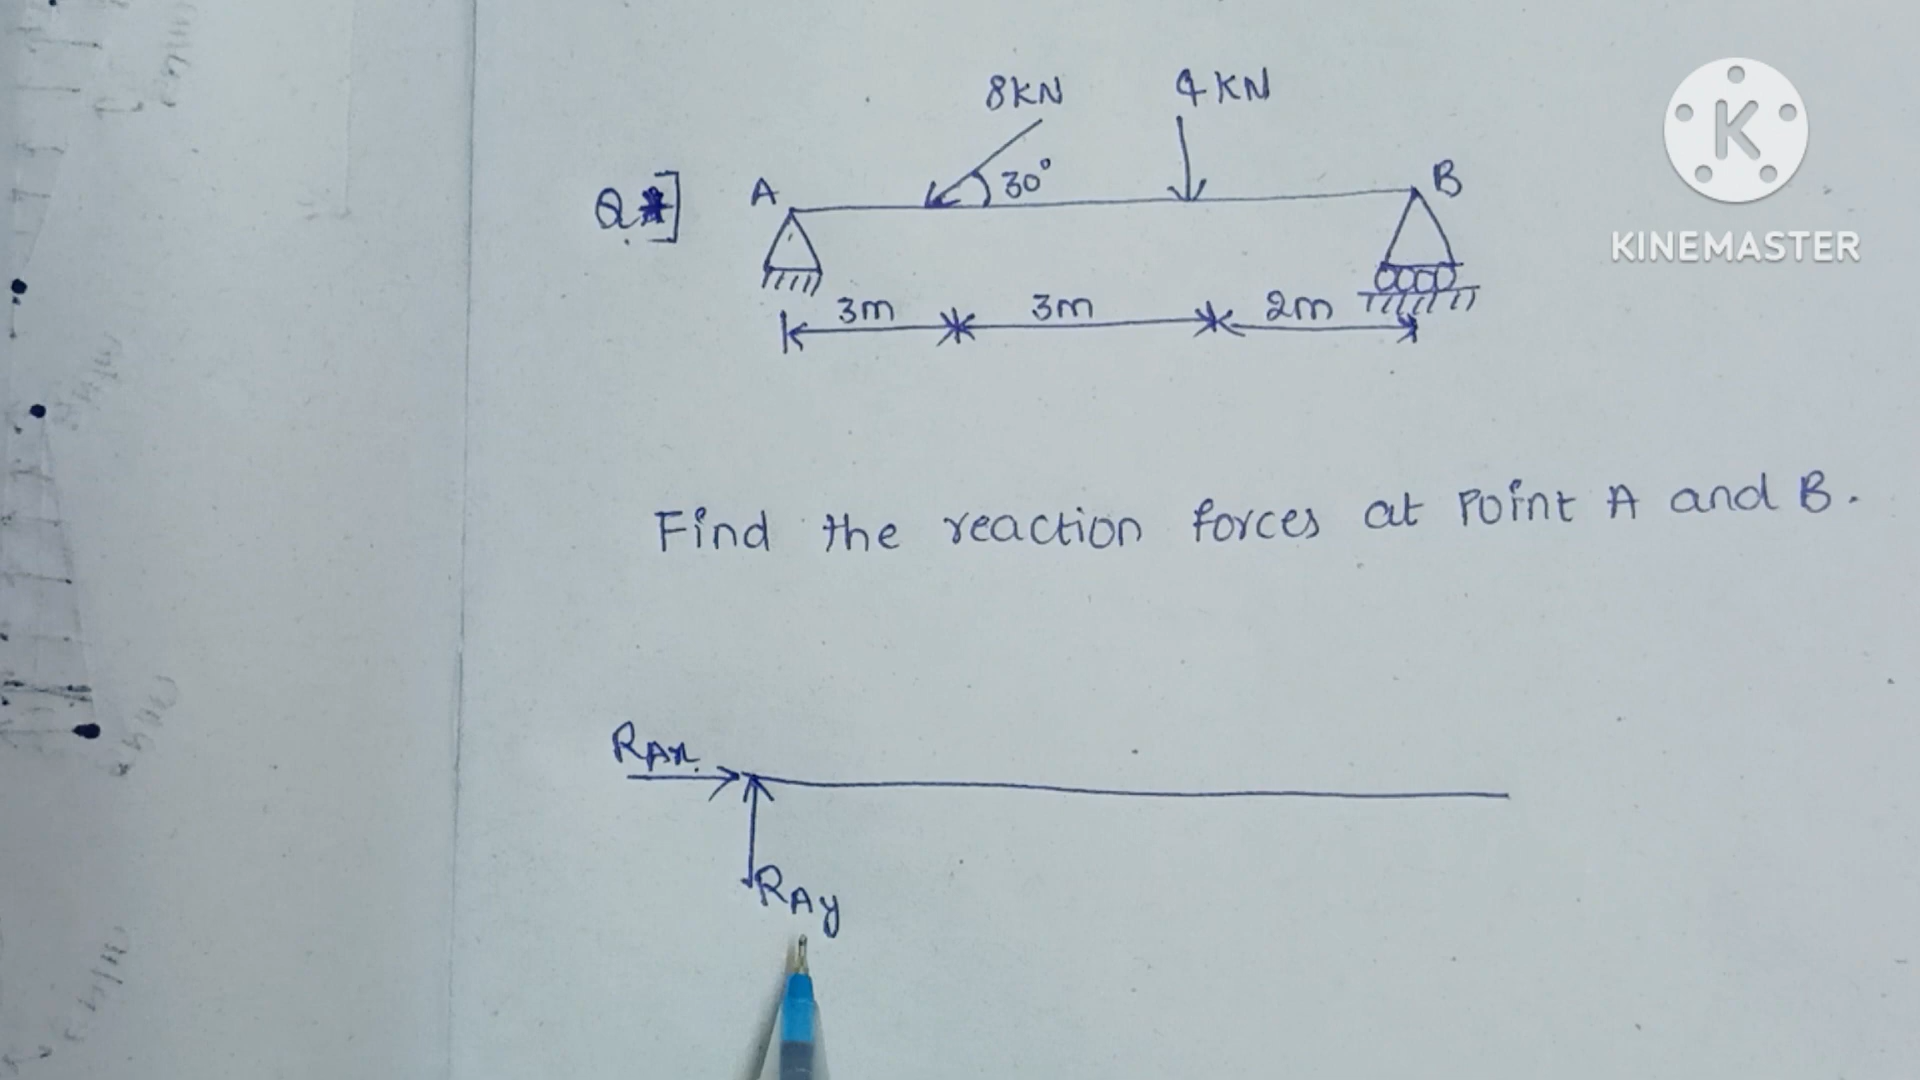 8KN 4KN
Q*] A 30° B
3m 3m 2m
Find the reaction forces at Point A and B.
RAx
RAy
K
KINEMASTER